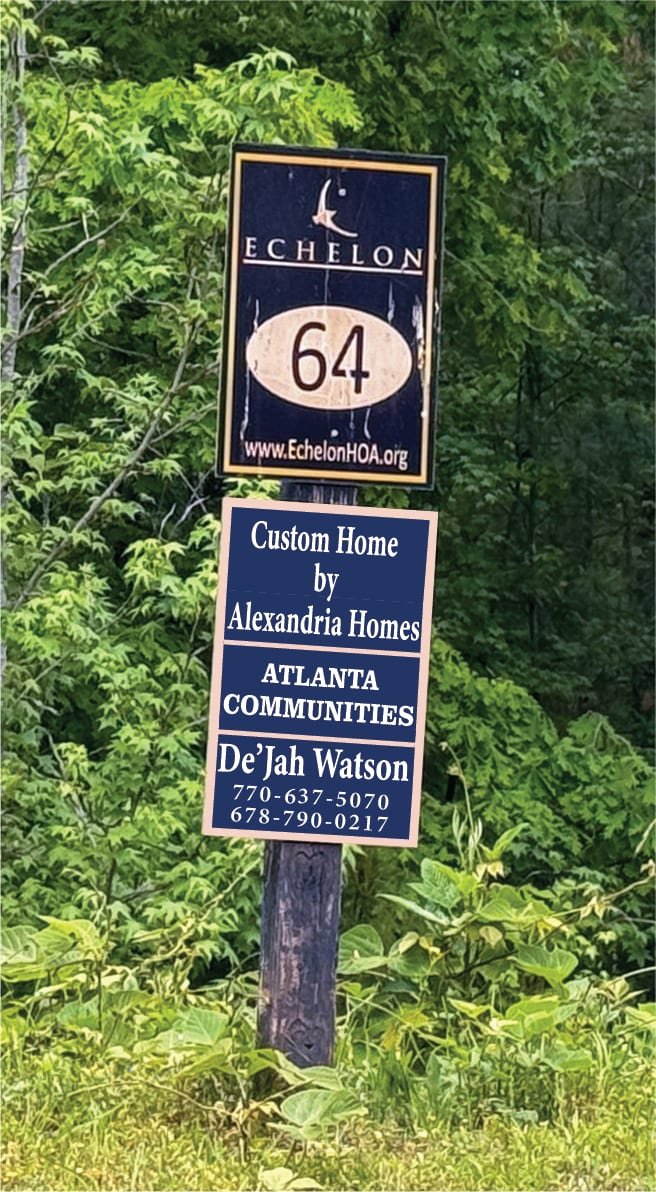 ECHELON
64
www.EchelonHOA.org
Custom Home
by
Alexandria Homes
ATLANTA
COMMUNITIES
De’Jah Watson
770-637-5070
678-790-0217